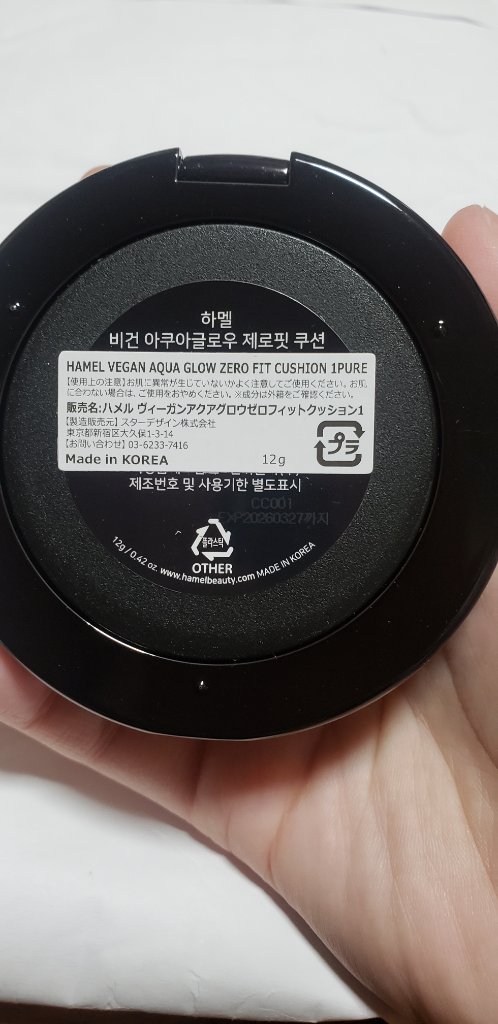 하멜
비건 아쿠아글로우 제로핏 쿠션
HAMEL VEGAN AQUA GLOW ZERO FIT CUSHION 1PURE
【使用上の注意】お肌に異常が生じていないかよく注意してご使用ください。お肌
に合わない場合は、ご使用をおやめください。×成分は外箱をご確認ください。
販売名:ハメル ヴィーガンアクアグロウゼロフィットクッション1
【製造販売元】スターデザイン株式会社
東京都新宿区大久保1-3-14
【お問い合わせ】03-6233-7416
Made in KOREA 12g
プラ
제조번호 및 사용기한 별도표시
CC001
EXP20260327까지
플라스틱
OTHER
12g / 0.42 oz. www.hamelbeauty.com MADE IN KOREA